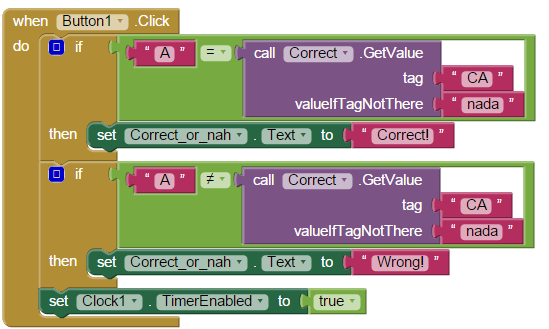 when Button1 .Click
do if " A " = call Correct .GetValue
tag " CA "
valueIfTagNotThere " nada "
then set Correct_or_nah . Text to " Correct! "
if " A " ≠ call Correct .GetValue
tag " CA "
valueIfTagNotThere " nada "
then set Correct_or_nah . Text to " Wrong! "
set Clock1 . TimerEnabled to true